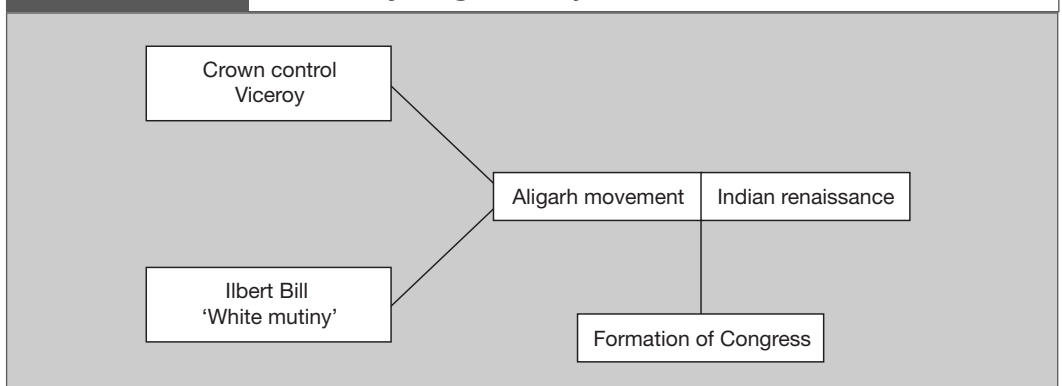 Crown control
Viceroy
Aligarh movement
Indian renaissance
Ilbert Bill
‘White mutiny’
Formation of Congress